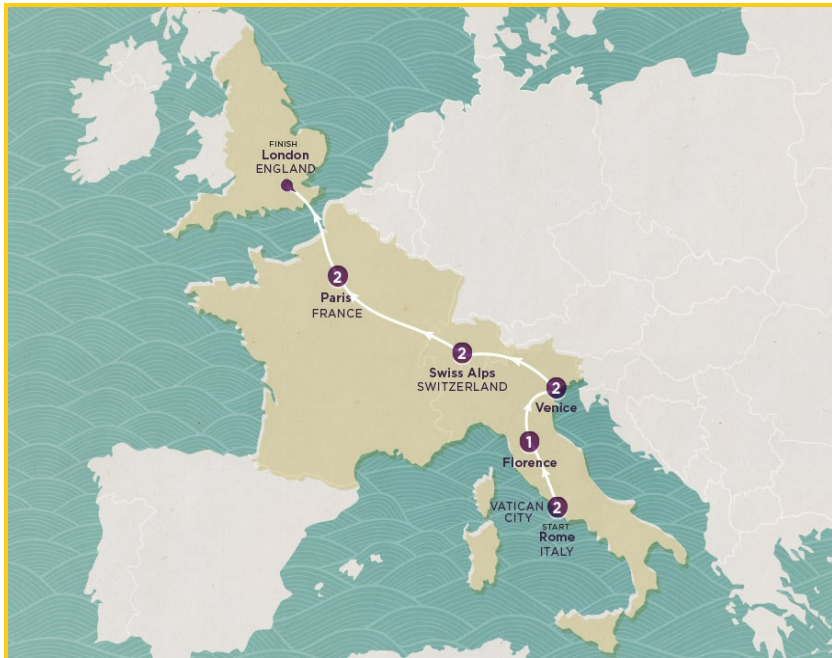 FINISH
London
ENGLAND
2
Paris
FRANCE
2
Swiss Alps
SWITZERLAND
2
Venice
1
Florence
VATICAN
CITY
2
START
Rome
ITALY